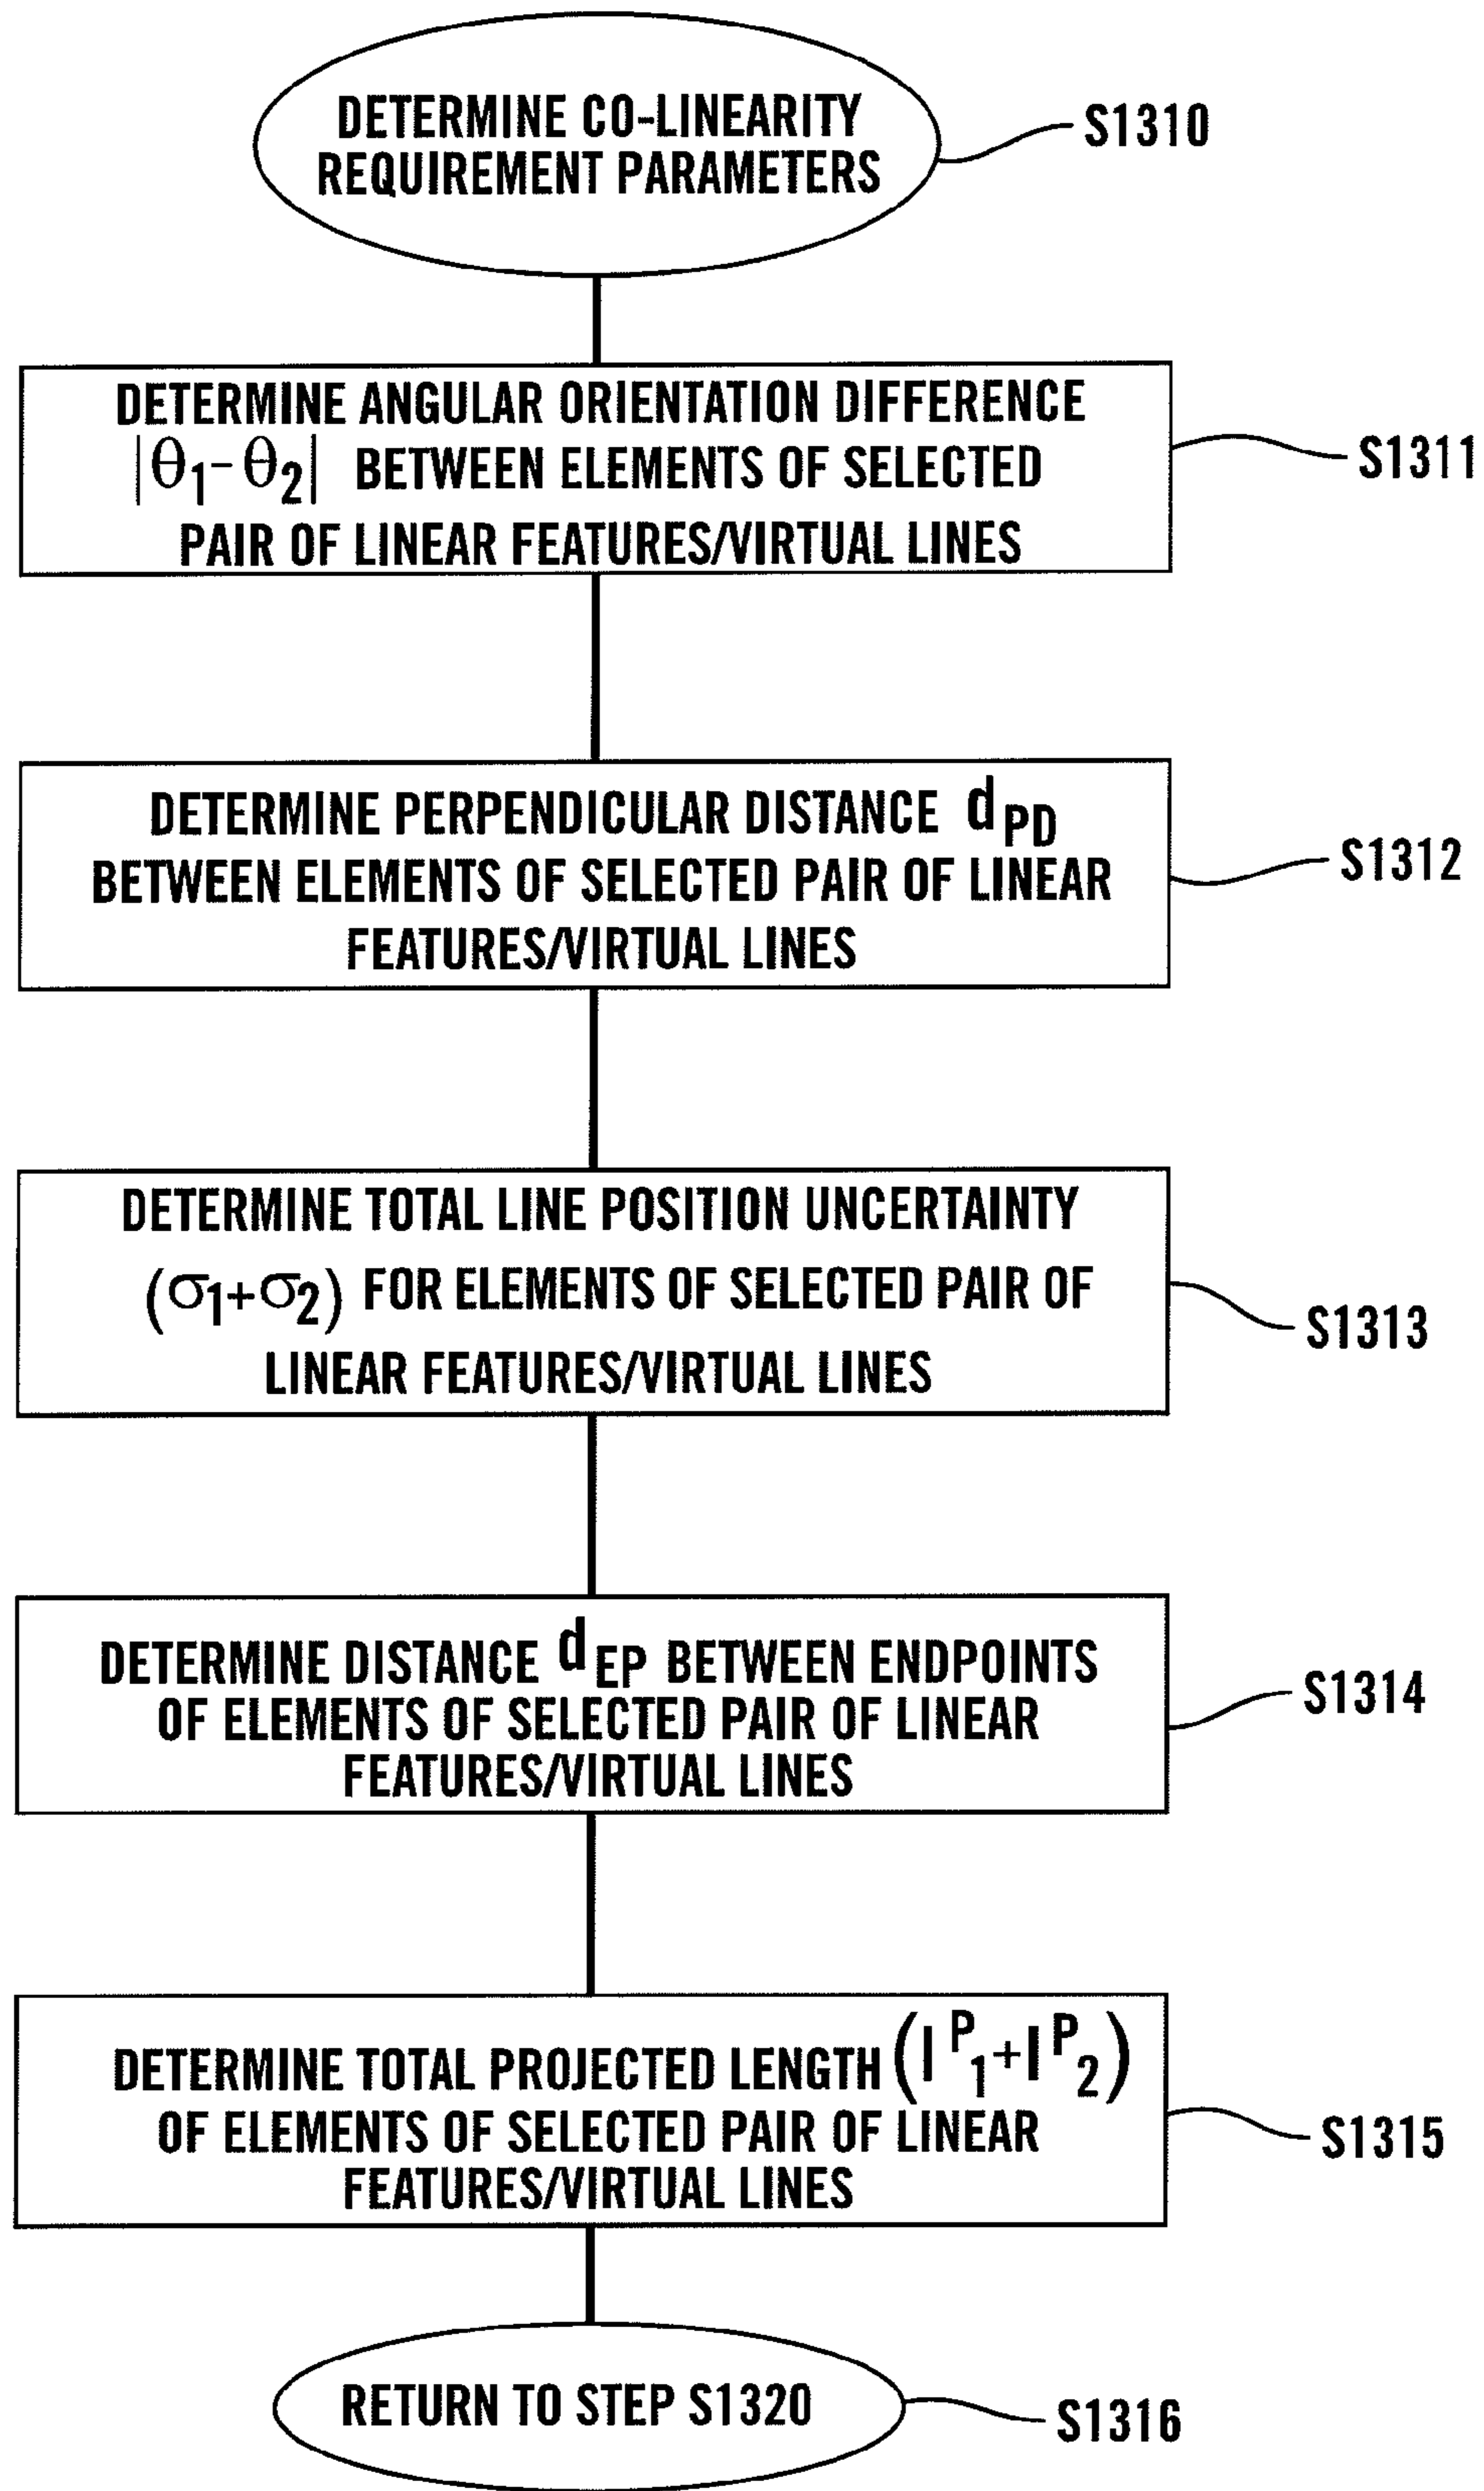 DETERMINE CO-LINEARITY
REQUIREMENT PARAMETERS
S1310
DETERMINE ANGULAR ORIENTATION DIFFERENCE
|θ₁-θ₂| BETWEEN ELEMENTS OF SELECTED
PAIR OF LINEAR FEATURES/VIRTUAL LINES
S1311
DETERMINE PERPENDICULAR DISTANCE d_PD
BETWEEN ELEMENTS OF SELECTED PAIR OF LINEAR
FEATURES/VIRTUAL LINES
S1312
DETERMINE TOTAL LINE POSITION UNCERTAINTY
(σ₁+σ₂) FOR ELEMENTS OF SELECTED PAIR OF
LINEAR FEATURES/VIRTUAL LINES
S1313
DETERMINE DISTANCE d_EP BETWEEN ENDPOINTS
OF ELEMENTS OF SELECTED PAIR OF LINEAR
FEATURES/VIRTUAL LINES
S1314
DETERMINE TOTAL PROJECTED LENGTH (l^P₁+l^P₂)
OF ELEMENTS OF SELECTED PAIR OF LINEAR
FEATURES/VIRTUAL LINES
S1315
RETURN TO STEP S1320
S1316